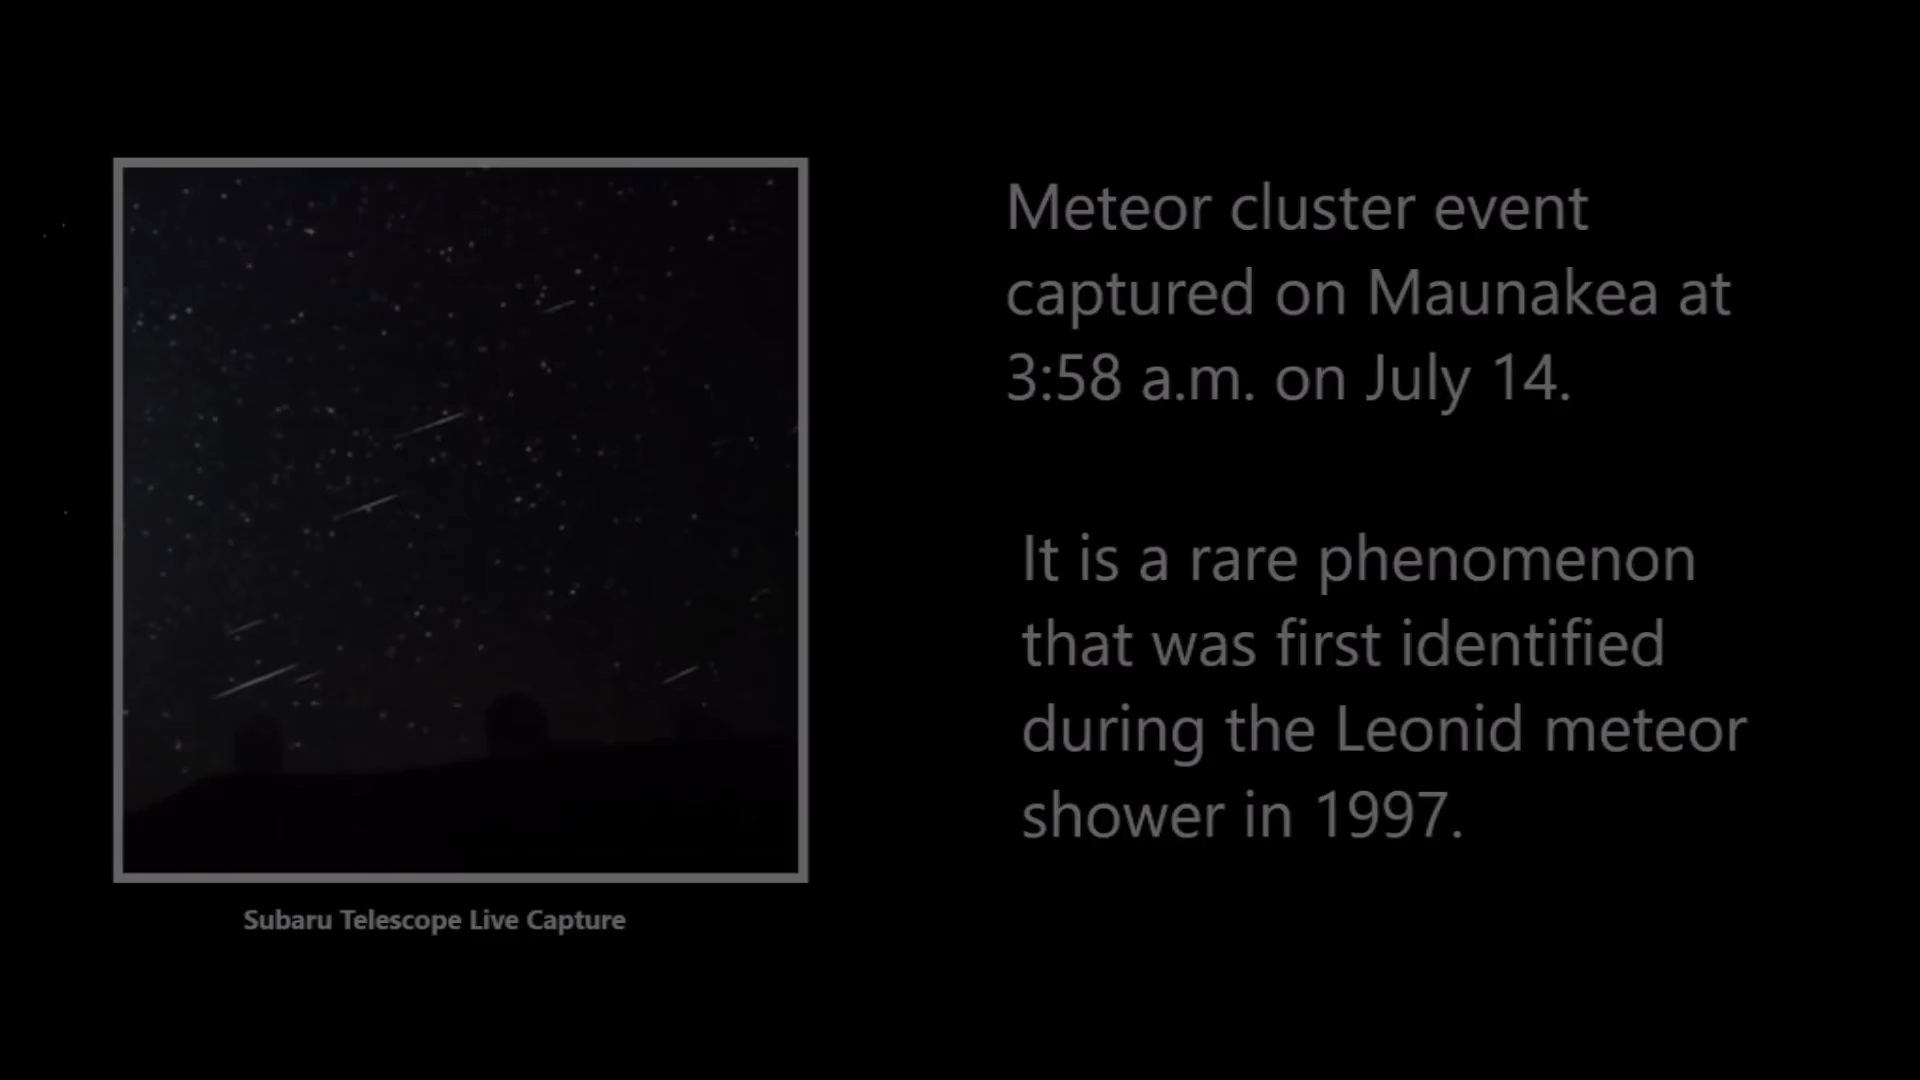 Meteor cluster event
captured on Maunakea at
3:58 a.m. on July 14.
It is a rare phenomenon
that was first identified
during the Leonid meteor
shower in 1997.
Subaru Telescope Live Capture